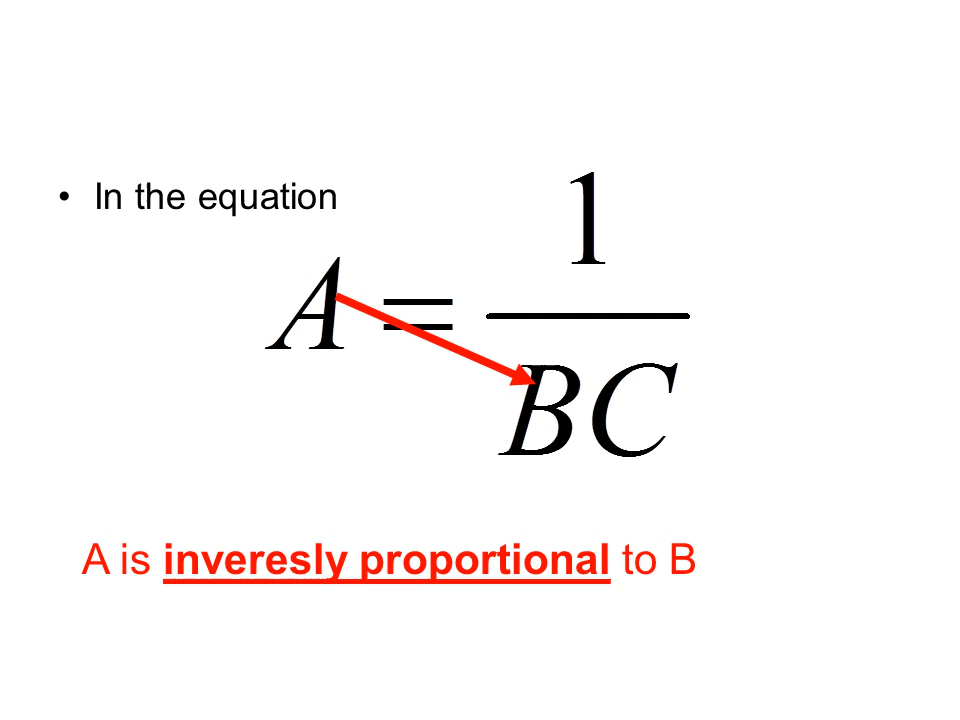 • In the equation
A = 1/BC
A is inveresly proportional to B